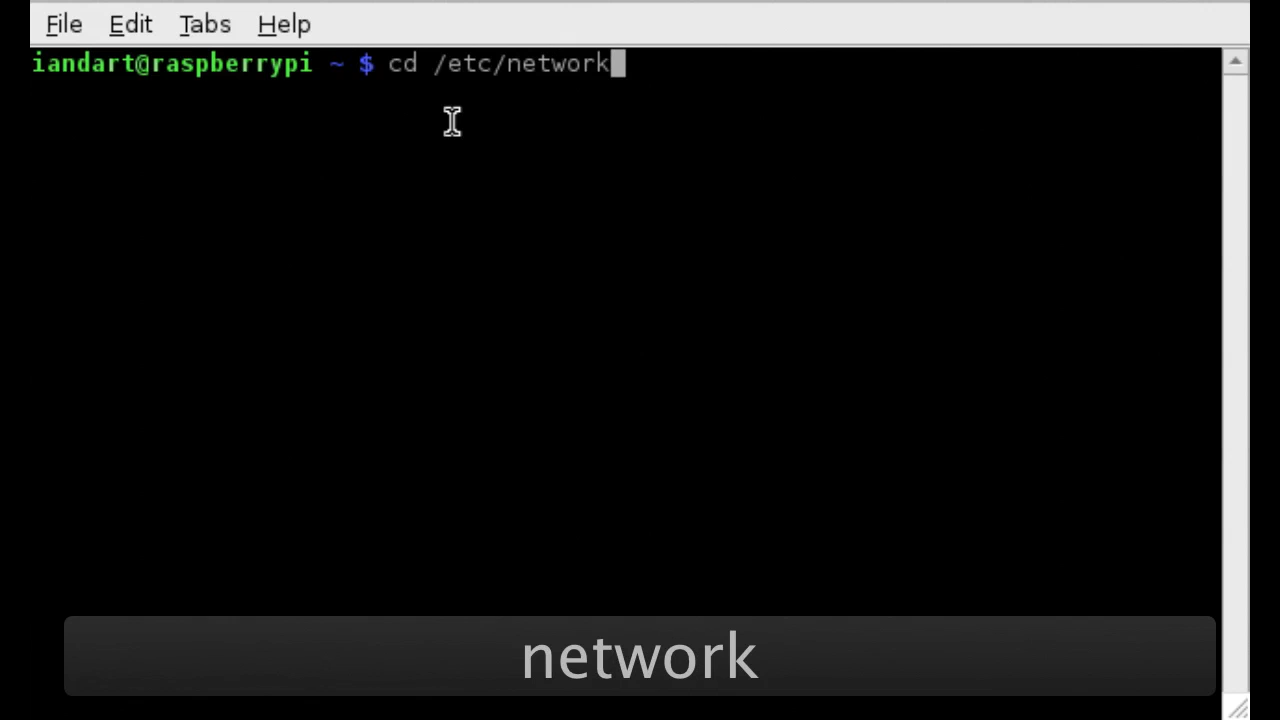 File Edit Tabs Help
iandart@raspberrypi ~ $ cd /etc/network
network